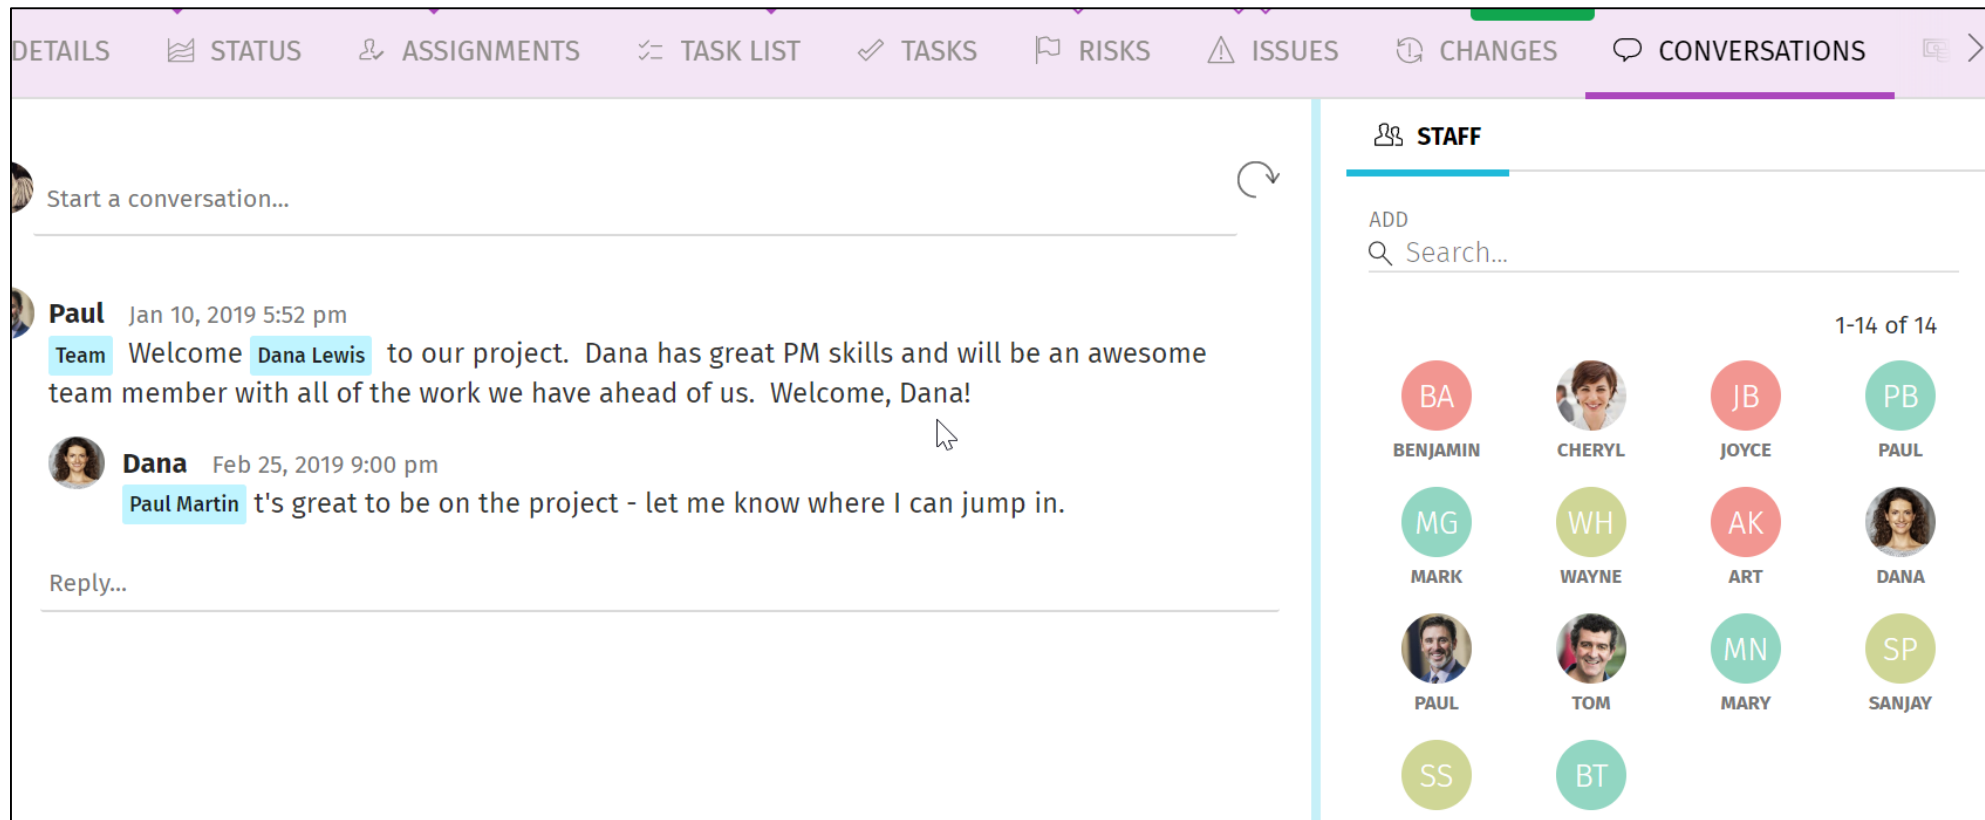 DETAILS STATUS ASSIGNMENTS TASK LIST TASKS RISKS ISSUES CHANGES CONVERSATIONS
Start a conversation...
Paul Jan 10, 2019 5:52 pm
Team Welcome Dana Lewis to our project. Dana has great PM skills and will be an awesome
team member with all of the work we have ahead of us. Welcome, Dana!
Dana Feb 25, 2019 9:00 pm
Paul Martin t's great to be on the project - let me know where I can jump in.
Reply...
STAFF
ADD
Search...
1-14 of 14
BA JB PB
BENJAMIN CHERYL JOYCE PAUL
MG WH AK
MARK WAYNE ART DANA
MN SP
PAUL TOM MARY SANJAY
SS BT